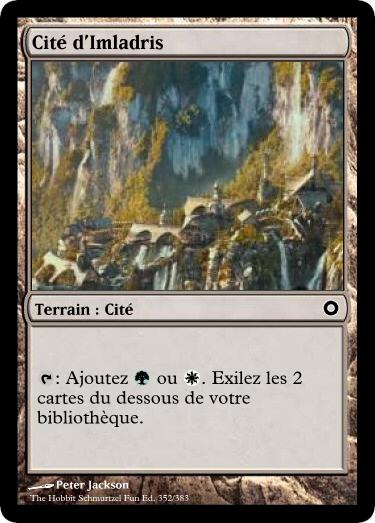 Cité d'Imladris
Terrain : Cité
: Ajoutez ou . Exilez les 2
cartes du dessous de votre
bibliothèque.
Peter Jackson
The Hobbit Schmurtzel Fun Ed. 352/383